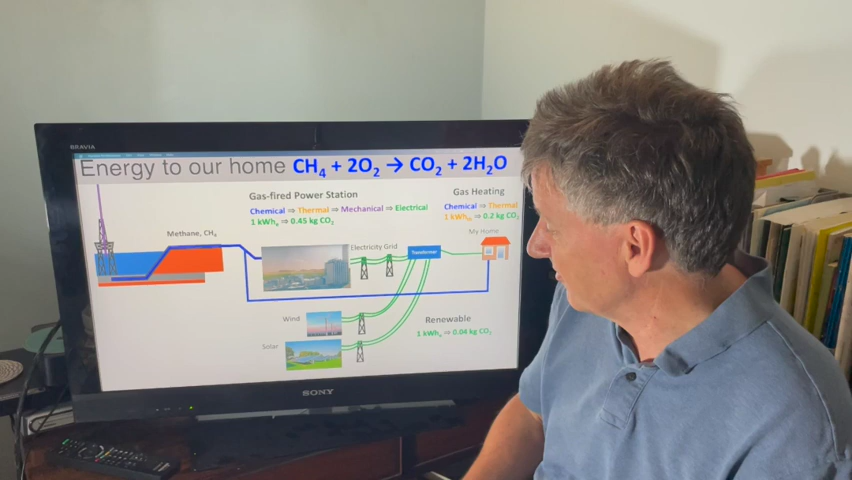 BRAVIA
Energy to our home CH₄ + 2O₂ → CO₂ + 2H₂O
Gas-fired Power Station
Chemical ⇒ Thermal ⇒ Mechanical ⇒ Electrical
1 kWhₑ ⇒ 0.45 kg CO₂
Gas Heating
Chemical ⇒ Thermal
1 kWhₜₕ ⇒ 0.2 kg CO₂
Methane, CH₄
Electricity Grid
Transformer
My Home
Wind
Solar
Renewable
1 kWhₑ ⇒ 0.04 kg CO₂
SONY